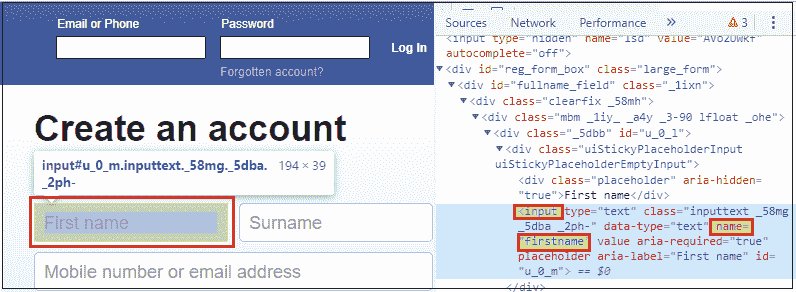 Email or Phone
Password
Log In
Forgotten account?
Create an account
input#u_0_m.inputtext._58mg._5dba.
_2ph-
194 × 39
First name
Surname
Mobile number or email address
Sources Network Performance » 3
<input type="hidden" name="lsd" value=
autocomplete="off">
<div id="reg_form_box" class="large_form">
<div id="fullname_field" class="_1ixn">
<div class="clearfix _58mh">
<div class="mbm _1iy_ _a4y _3-90 lfloat _ohe">
<div class="_5dbb" id="u_0_l">
<div class="uiStickyPlaceholderInput
uiStickyPlaceholderEmptyInput">
<div class="placeholder" aria-hidden=
"true">First name</div>
<input type="text" class="inputtext _58mg
_5dba _2ph-" data-type="text" name=
"firstname" value aria-required="true"
placeholder aria-label="First name" id=
"u_0_m"> == $0
</div>